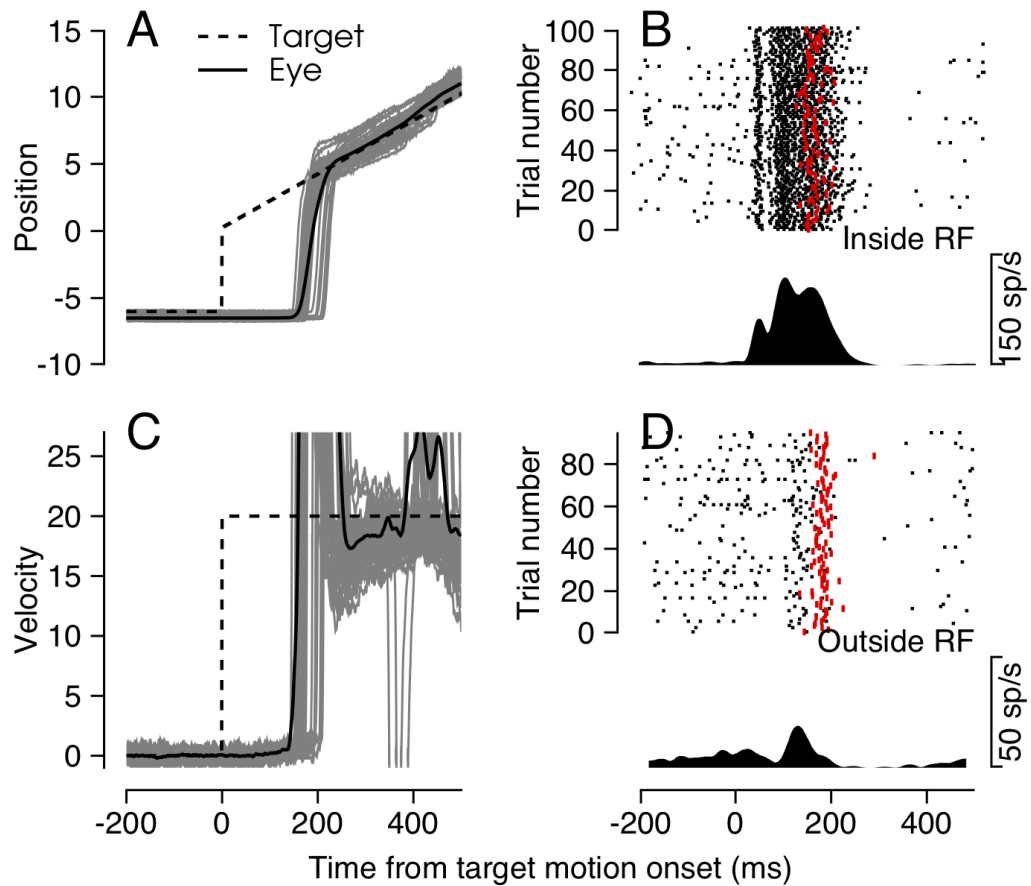 A
Target
Eye
15
10
5
0
-5
-10
Position
B
100
80
60
40
20
0
Trial number
Inside RF
150 sp/s
C
25
20
15
10
5
0
Velocity
-200 0 200 400
D
80
60
40
20
0
Trial number
Outside RF
50 sp/s
-200 0 200 400
Time from target motion onset (ms)